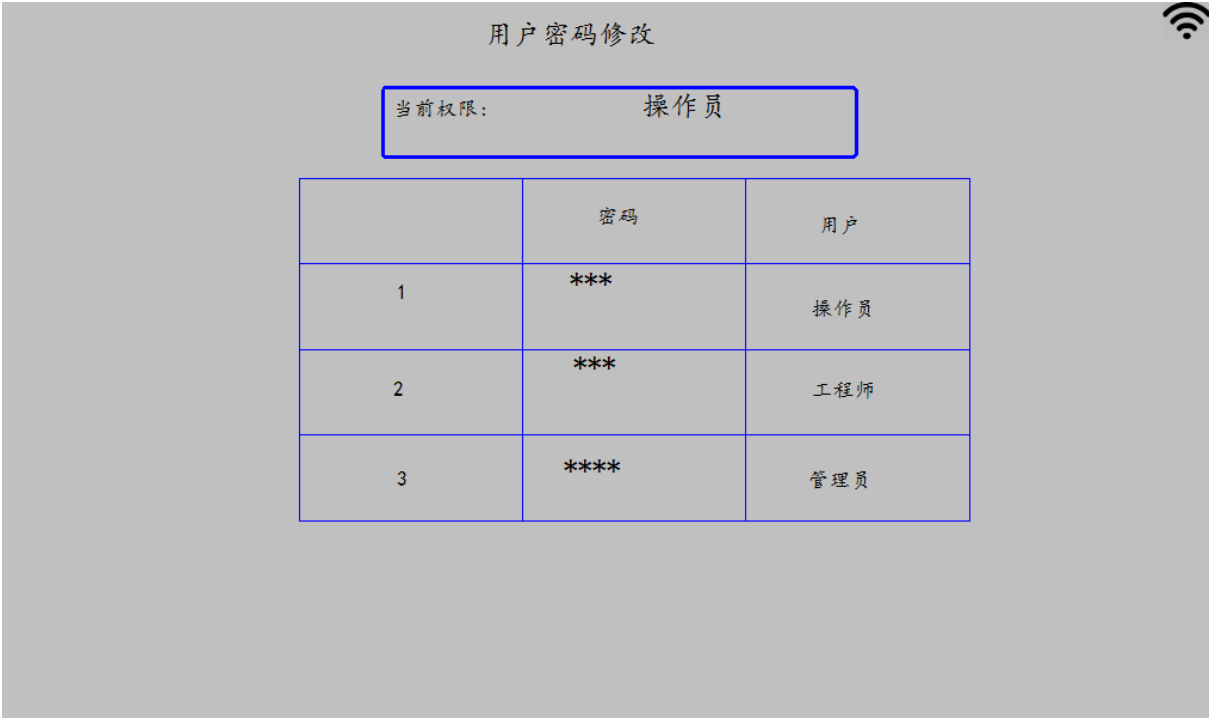 用户密码修改
当前权限: 操作员
密码 用户
1 *** 操作员
2 *** 工程师
3 **** 管理员